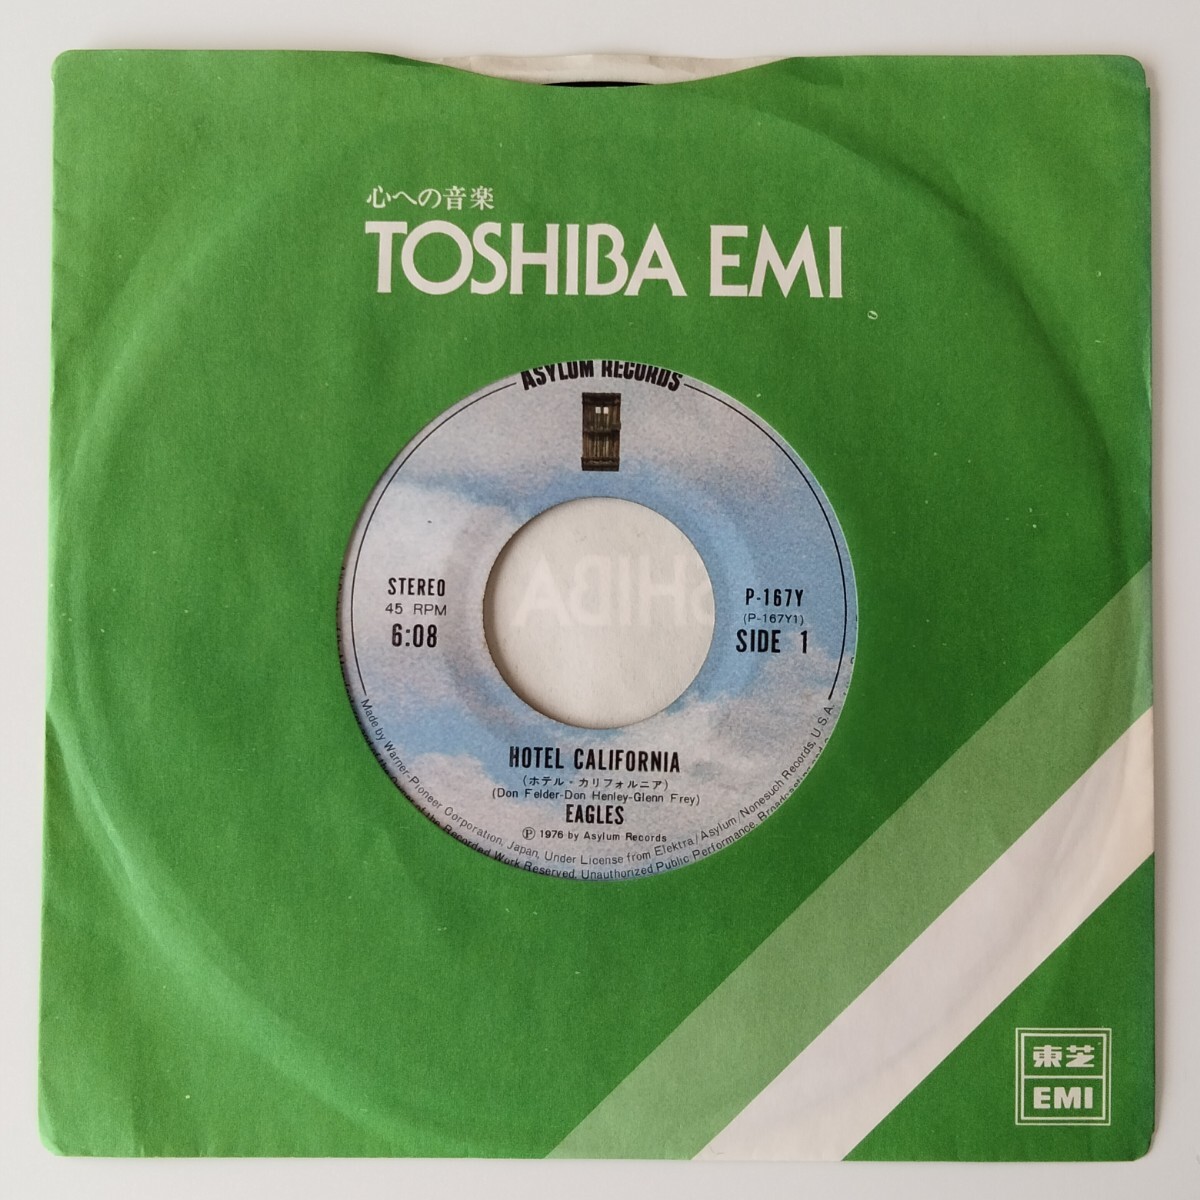 心への音楽
TOSHIBA EMI
ASYLUM RECORDS
STEREO
45 RPM
6:08
P-167Y
(P-167Y1)
SIDE 1
HOTEL CALIFORNIA
(ホテル・カリフォルニア)
(Don Felder-Don Henley-Glenn Frey)
EAGLES
Ⓟ 1976 by Asylum Records
Made by Warner-Pioneer Corporation, Japan, Under License from Elektra/Asylum/Nonesuch Records, U.S.A.
Recorded Work Reserved, Unauthorized Public Performance
東芝
EMI